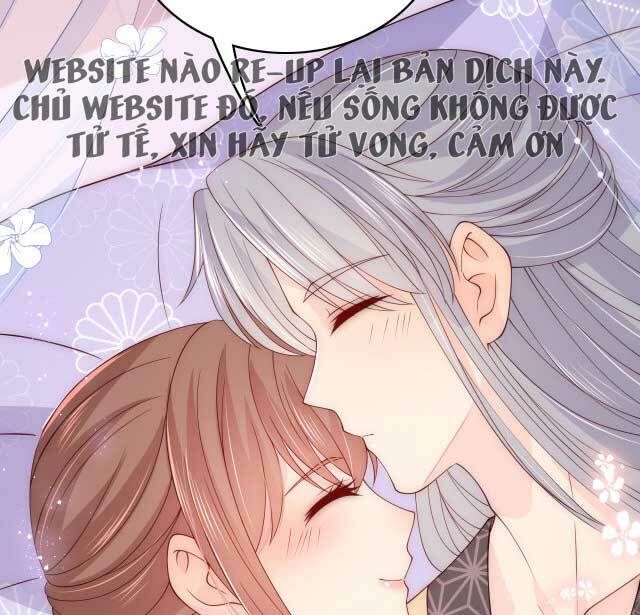 WEBSITE NÀO RE-UP LẠI BẢN DỊCH NÀY.
CHỦ WEBSITE ĐÓ, NẾU SỐNG KHÔNG ĐƯỢC
TỬ TẾ, XIN HÃY TỬ VONG, CẢM ƠN